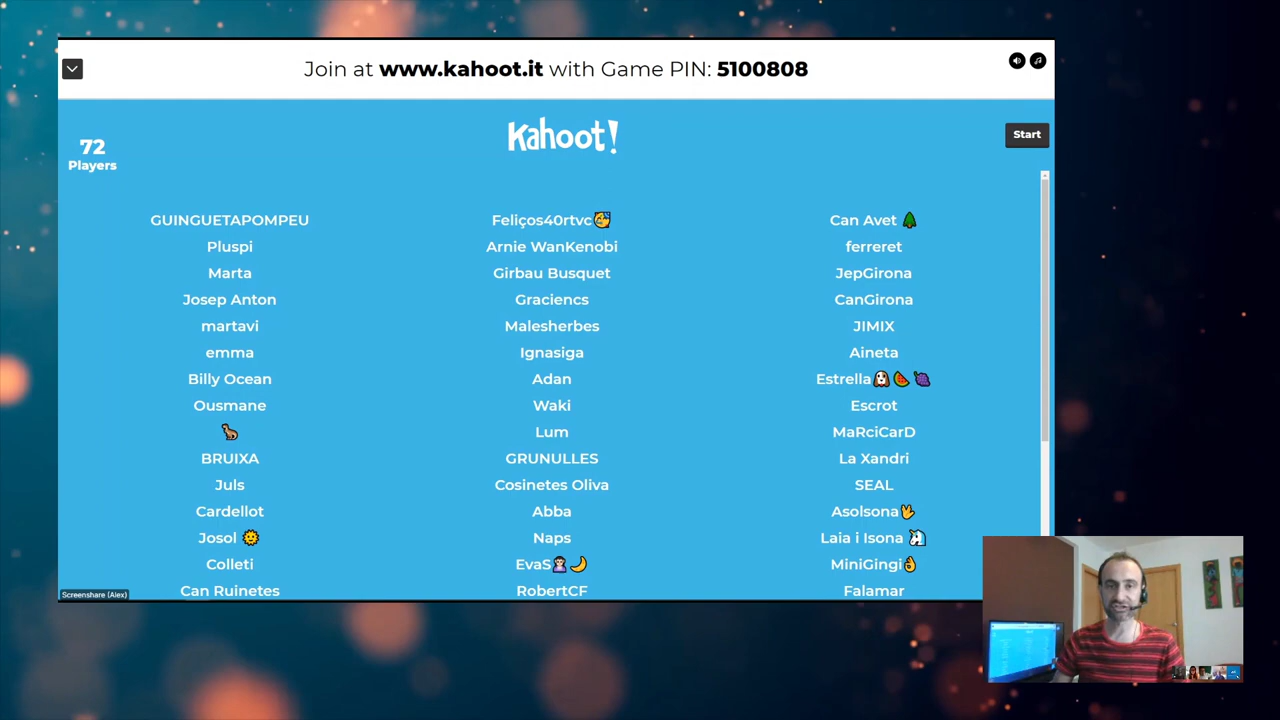 Join at www.kahoot.it with Game PIN: 5100808
72
Players
Kahoot!
Start
GUINGUETAPOMPEU Feliços40rtvc🥳 Can Avet 🌲
Pluspi Arnie WanKenobi ferreret
Marta Girbau Busquet JepGirona
Josep Anton Graciencs CanGirona
martavi Malesherbes JIMIX
emma Ignasiga Aineta
Billy Ocean Adan Estrella🐶🍉🍇
Ousmane Waki Escrot
Lum MaRciCarD
BRUIXA GRUNULLES La Xandri
Juls Cosinetes Oliva SEAL
Cardellot Abba Asolsona🖖
Josol 🌞 Naps Laia i Isona 🦄
Colleti EvaS🙊🌙 MiniGingi👌
Can Ruinetes RobertCF Falamar
Screenshare (Alex)